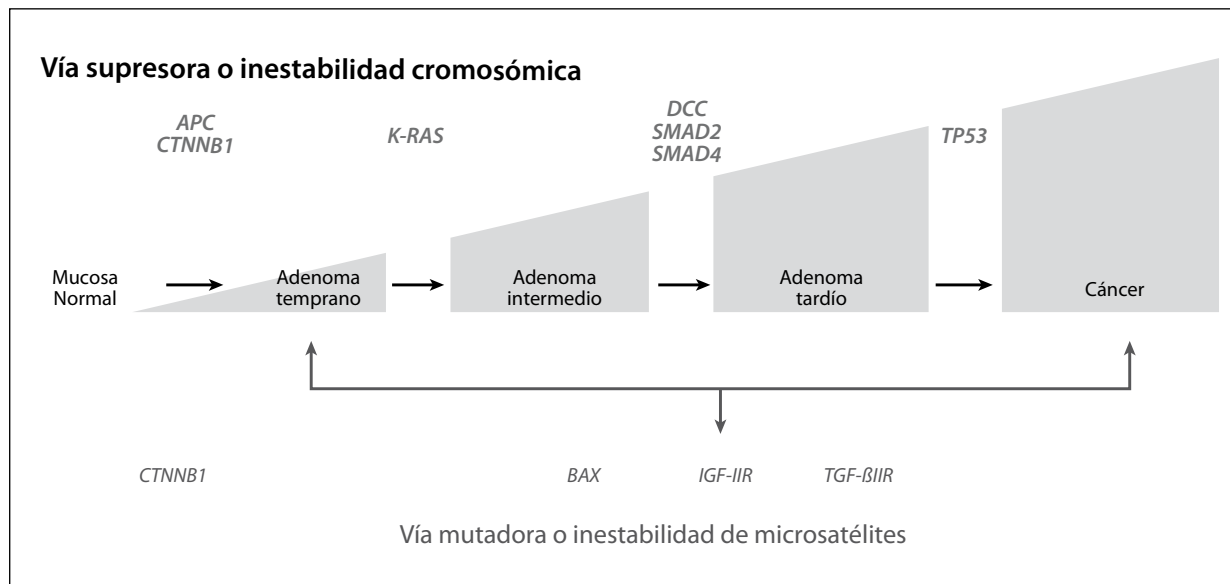 Vía supresora o inestabilidad cromosómica
APC
CTNNB1
K-RAS
DCC
SMAD2
SMAD4
TP53
Mucosa
Normal
Adenoma
temprano
Adenoma
intermedio
Adenoma
tardío
Cáncer
CTNNB1
BAX
IGF-IIR
TGF-ßIIR
Vía mutadora o inestabilidad de microsatélites